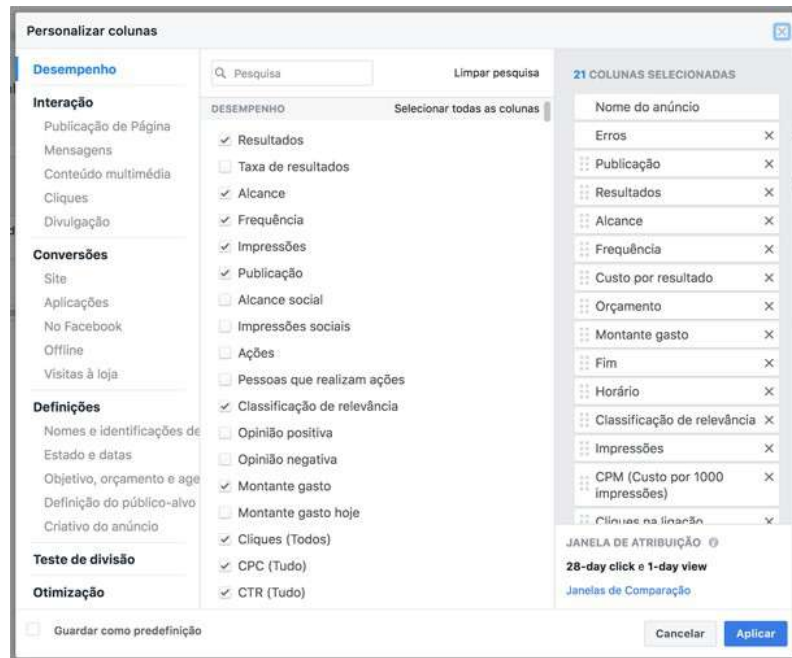 Personalizar colunas
Desempenho
Interação
Publicação de Página
Mensagens
Conteúdo multimédia
Cliques
Divulgação
Conversões
Site
Aplicações
No Facebook
Offline
Visitas à loja
Definições
Nomes e identificações de
Estado e datas
Objetivo, orçamento e age
Definição do público-alvo
Criativo do anúncio
Teste de divisão
Otimização
Pesquisa
Limpar pesquisa
DESEMPENHO
Selecionar todas as colunas
Resultados
Taxa de resultados
Alcance
Frequência
Impressões
Publicação
Alcance social
Impressões sociais
Ações
Pessoas que realizam ações
Classificação de relevância
Opinião positiva
Opinião negativa
Montante gasto
Montante gasto hoje
Cliques (Todos)
CPC (Tudo)
CTR (Tudo)
21 COLUNAS SELECIONADAS
Nome do anúncio
Erros
Publicação
Resultados
Alcance
Frequência
Custo por resultado
Orçamento
Montante gasto
Fim
Horário
Classificação de relevância
Impressões
CPM (Custo por 1000
impressões)
Cliques na ligação
JANELA DE ATRIBUIÇÃO
28-day click e 1-day view
Janelas de Comparação
Guardar como predefinição
Cancelar
Aplicar